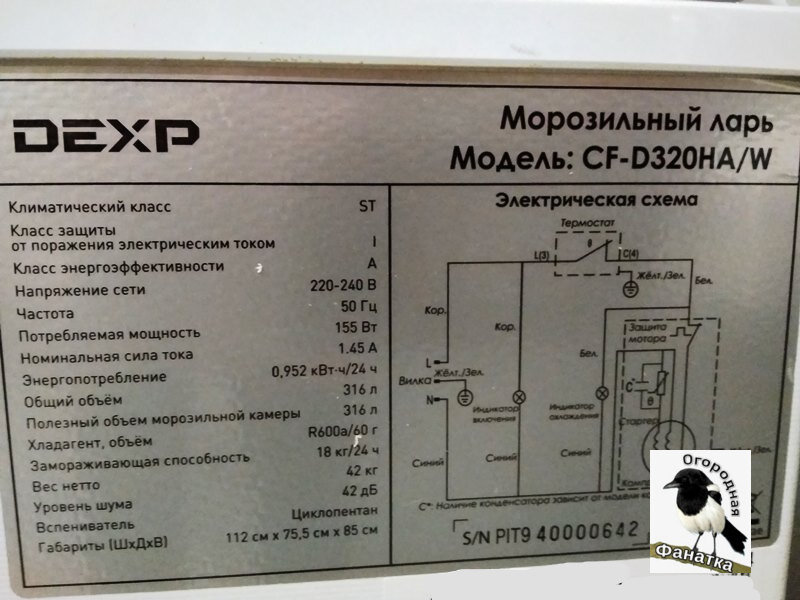 DEXP
Морозильный ларь
Модель: CF-D320HA/W
Климатический класс ST
Класс защиты
от поражения электрическим током I
Класс энергоэффективности A
Напряжение сети 220-240 В
Частота 50 Гц
Потребляемая мощность 155 Вт
Номинальная сила тока 1.45 А
Энергопотребление 0,952 кВт·ч/24 ч
Общий объём 316 л
Полезный объем морозильной камеры 316 л
Хладагент, объём R600a/60 г
Замораживающая способность 18 кг/24 ч
Вес нетто 42 кг
Уровень шума 42 дБ
Вспениватель Циклопентан
Габариты (ШхДхВ) 112 см x 75,5 см x 85 см
Электрическая схема
Термостат
L(3) θ C(4)
Жёлт./Зел.
Бел.
Кор.
Кор.
Защита
мотора
Бел.
L
Жёлт./Зел.
Вилка
N
C*
θ
Индикатор
включения
Индикатор
охлаждения
Стартер
Синий
Синий
Синий
C*: Наличие конденсатора зависит от модели
S/N PIT9 40000642
Огородная
Фанатка